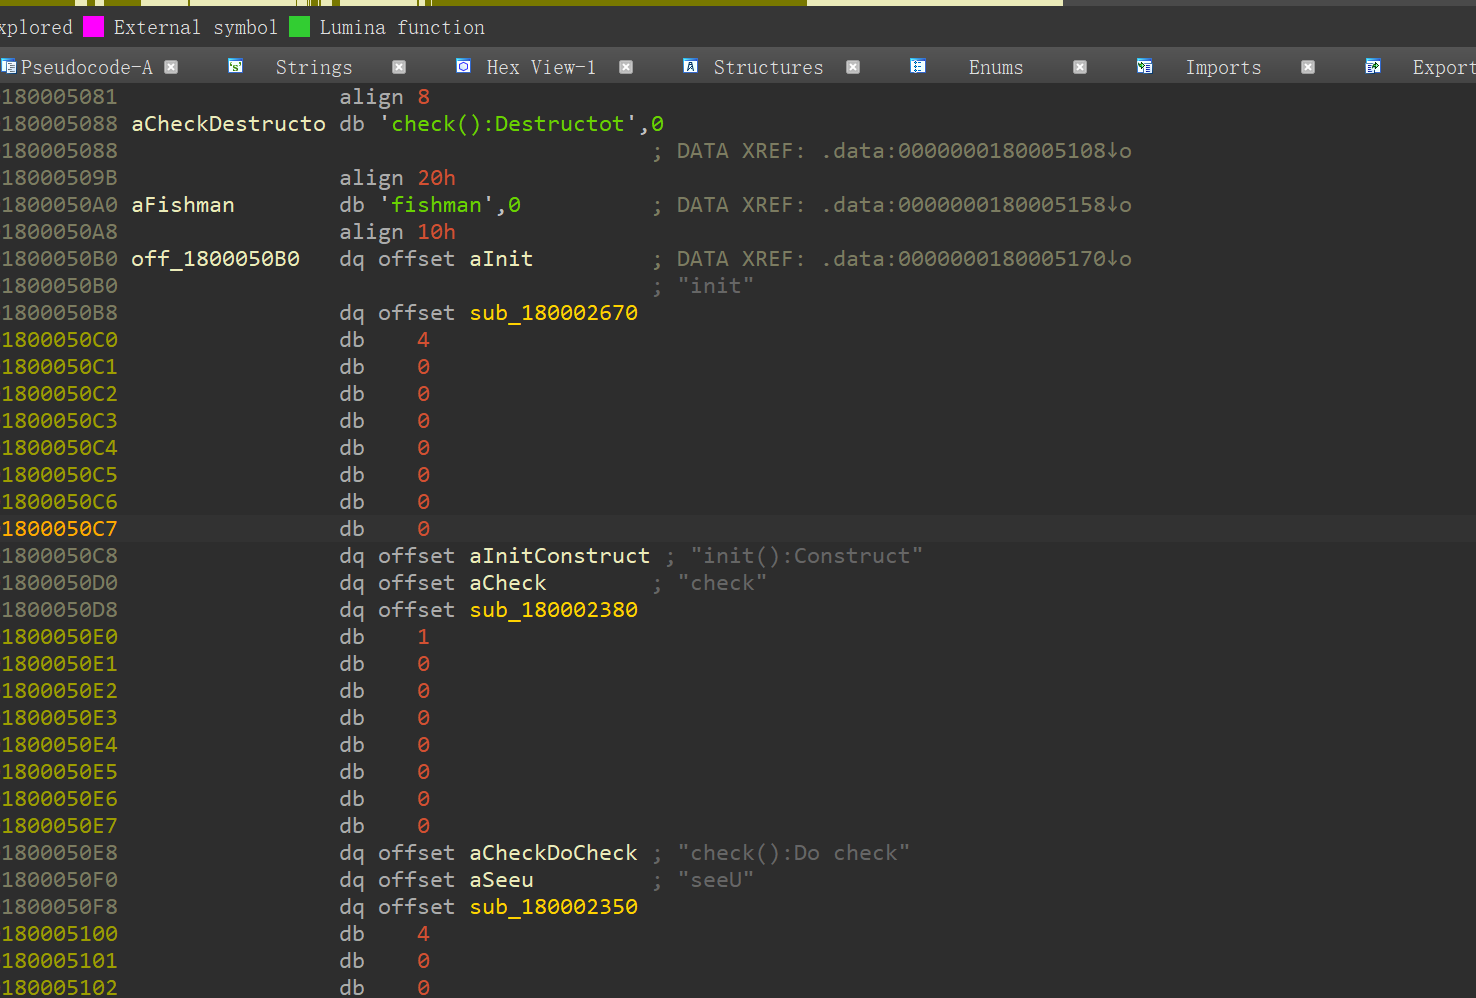 xplored External symbol Lumina function
Pseudocode-A Strings Hex View-1 Structures Enums Imports Export
180005081 align 8
180005088 aCheckDestructo db 'check():Destructot',0
180005088 ; DATA XREF: .data:0000000180005108↓o
18000509B align 20h
1800050A0 aFishman db 'fishman',0 ; DATA XREF: .data:0000000180005158↓o
1800050A8 align 10h
1800050B0 off_1800050B0 dq offset aInit ; DATA XREF: .data:0000000180005170↓o
1800050B0 ; "init"
1800050B8 dq offset sub_180002670
1800050C0 db 4
1800050C1 db 0
1800050C2 db 0
1800050C3 db 0
1800050C4 db 0
1800050C5 db 0
1800050C6 db 0
1800050C7 db 0
1800050C8 dq offset aInitConstruct ; "init():Construct"
1800050D0 dq offset aCheck ; "check"
1800050D8 dq offset sub_180002380
1800050E0 db 1
1800050E1 db 0
1800050E2 db 0
1800050E3 db 0
1800050E4 db 0
1800050E5 db 0
1800050E6 db 0
1800050E7 db 0
1800050E8 dq offset aCheckDoCheck ; "check():Do check"
1800050F0 dq offset aSeeu ; "seeU"
1800050F8 dq offset sub_180002350
180005100 db 4
180005101 db 0
180005102 db 0